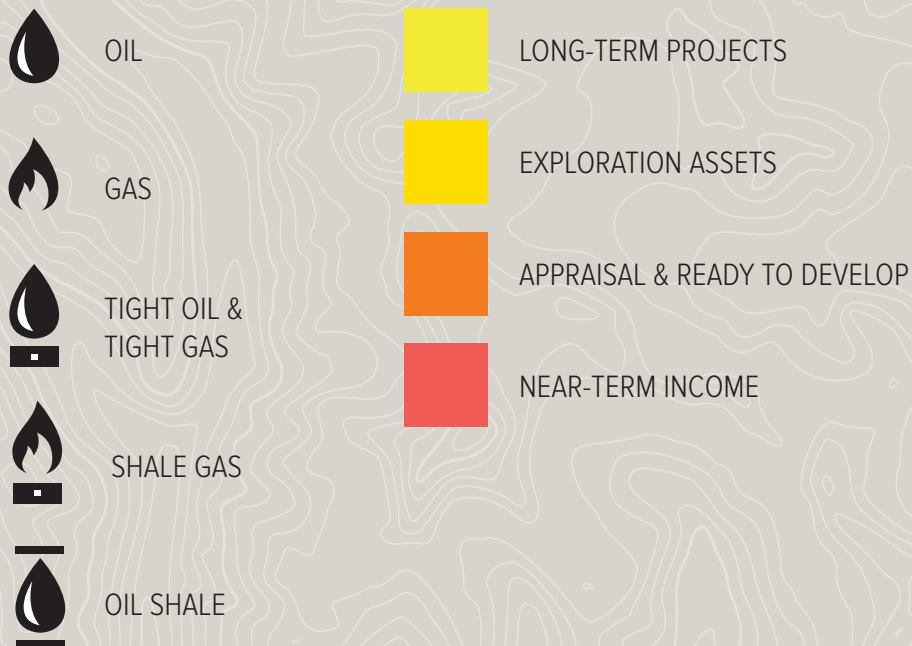 OIL
GAS
TIGHT OIL &
TIGHT GAS
SHALE GAS
OIL SHALE
LONG-TERM PROJECTS
EXPLORATION ASSETS
APPRAISAL & READY TO DEVELOP
NEAR-TERM INCOME